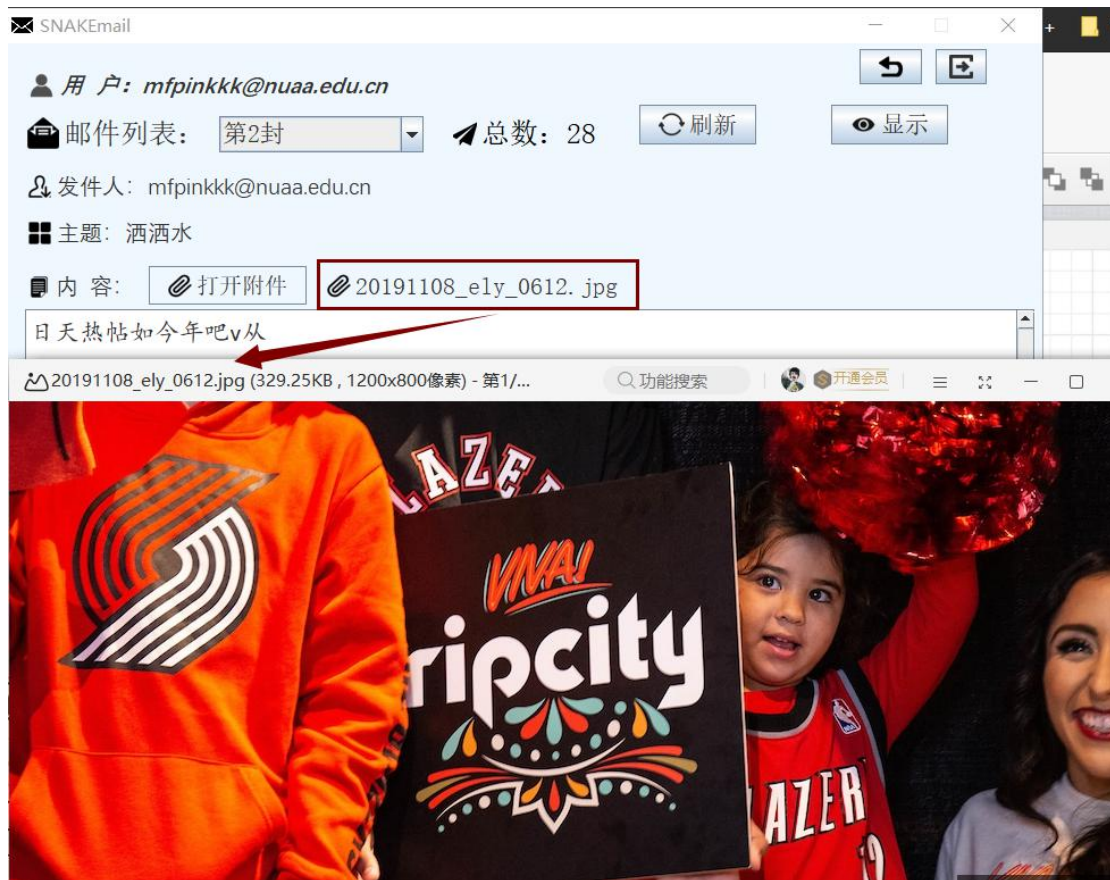 SNAKEmail
+
用 户: mfpinkkk@nuaa.edu.cn
邮件列表: 第2封 总数: 28 刷新 显示
发件人: mfpinkkk@nuaa.edu.cn
主题: 洒洒水
内 容: 打开附件 20191108_ely_0612.jpg
日天热帖如今年吧v从
20191108_ely_0612.jpg (329.25KB , 1200x800像素) - 第1/... 功能搜索 开通会员
VIVA!
ripcity